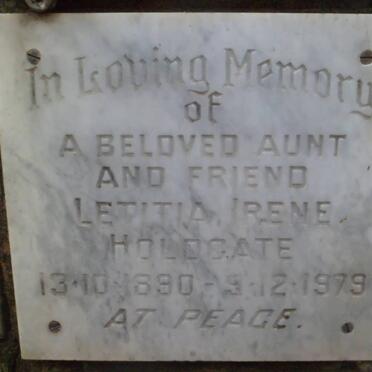 In Loving Memory
of
A BELOVED AUNT
AND FRIEND
LETITIA IRENE
HOLDGATE
13·10·1890 - 9·12·1979
AT PEACE.